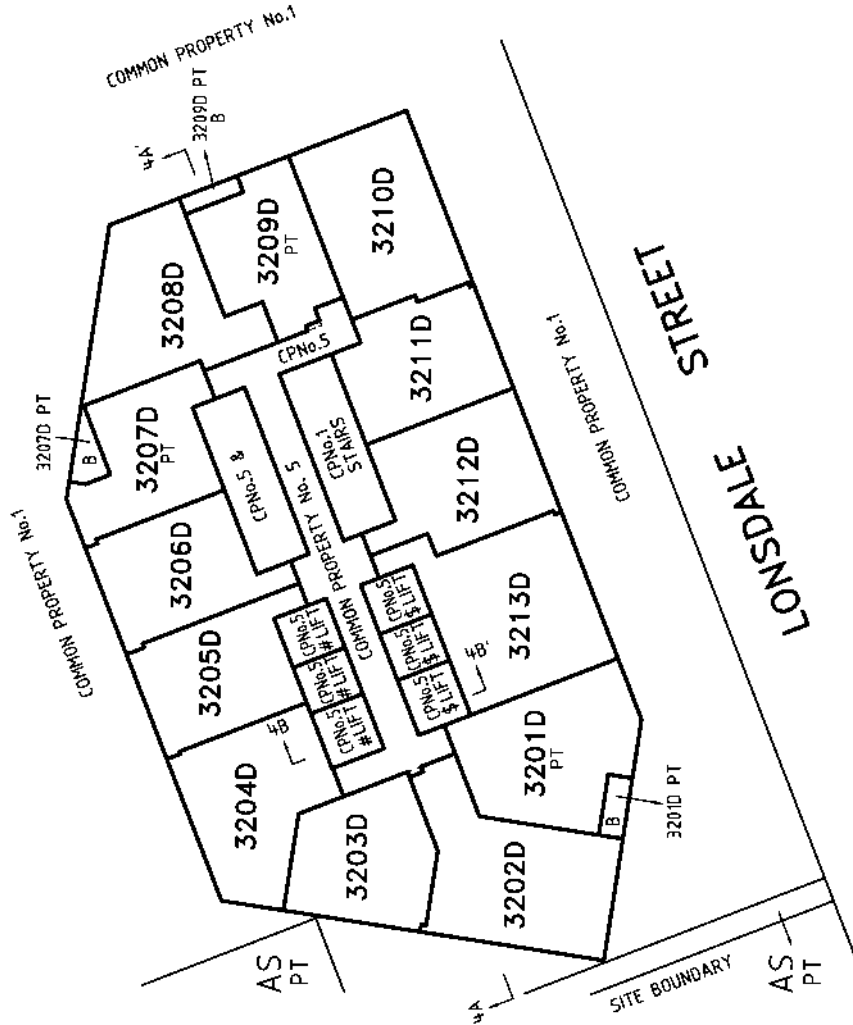 COMMON PROPERTY No.1
3209D PT
B
4A'
3208D
3209D
PT
3210D
CPNo.5
3207D PT
B
3207D
PT
3211D
COMMON PROPERTY No.1
STREET
CPNo.5 &
CPNo.1
STAIRS
COMMON PROPERTY No. 5
3206D
3212D
COMMON PROPERTY No.1
LONSDALE
3205D
CPNo.5
# LIFT
CPNo.5
# LIFT
CPNo.5
# LIFT
CPNo.5
$ LIFT
CPNo.5
$ LIFT
CPNo.5
$ LIFT
3213D
4B
4B'
3204D
3201D
PT
3203D
3202D
B
3201D PT
AS
PT
4A
SITE BOUNDARY
AS
PT